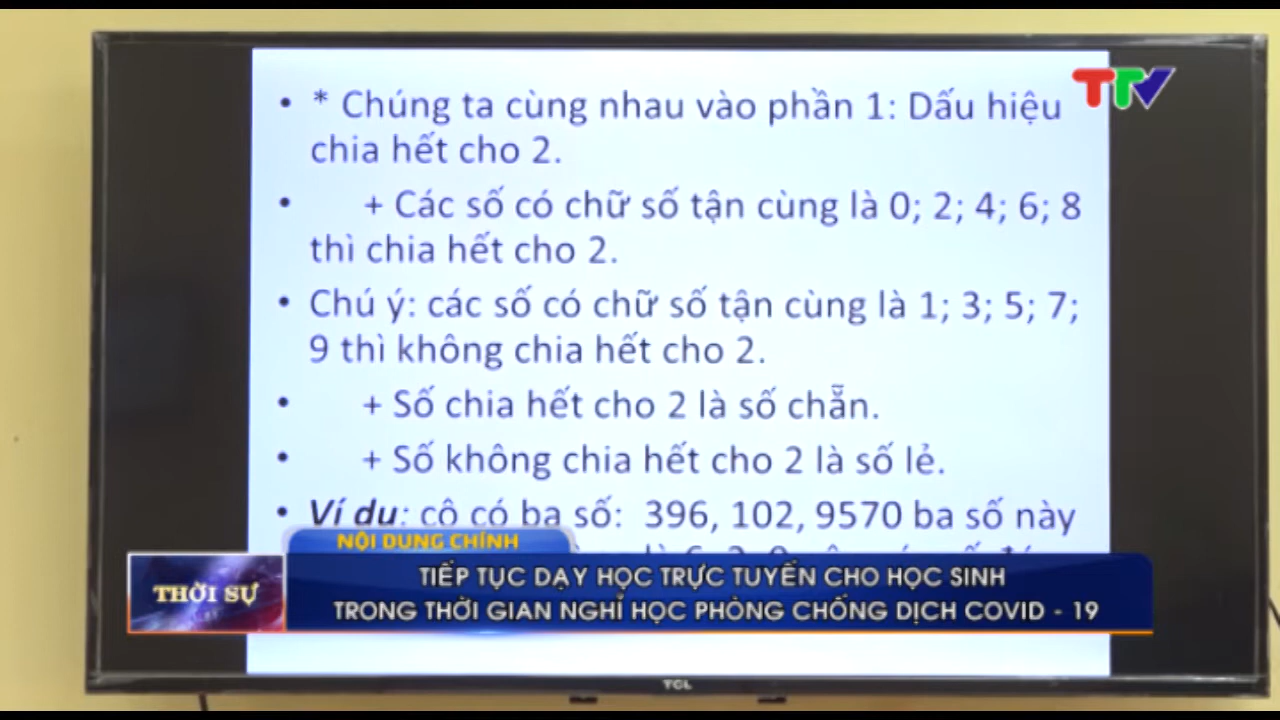 TTV
• * Chúng ta cùng nhau vào phần 1: Dấu hiệu
chia hết cho 2.
• + Các số có chữ số tận cùng là 0; 2; 4; 6; 8
thì chia hết cho 2.
• Chú ý: các số có chữ số tận cùng là 1; 3; 5; 7;
9 thì không chia hết cho 2.
• + Số chia hết cho 2 là số chẵn.
• + Số không chia hết cho 2 là số lẻ.
• Ví dụ: cô có ba số: 396, 102, 9570 ba số này
NỘI DUNG CHÍNH
THỜI SỰ
TIẾP TỤC DẠY HỌC TRỰC TUYẾN CHO HỌC SINH
TRONG THỜI GIAN NGHỈ HỌC PHÒNG CHỐNG DỊCH COVID - 19
TCL